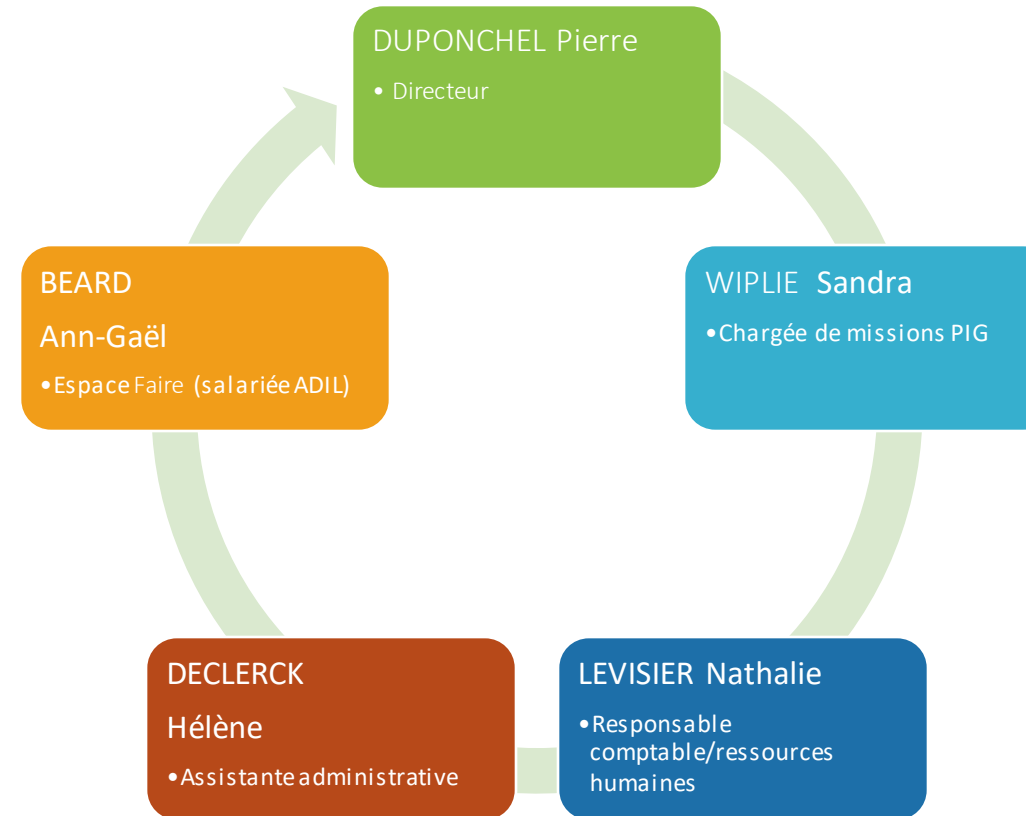 DUPONCHEL Pierre
• Directeur
WIPLIE Sandra
•Chargée de missions PIG
LEVISIER Nathalie
•Responsable
comptable/ressources
humaines
DECLERCK
Hélène
•Assistante administrative
BEARD
Ann-Gaël
•Espace Faire (salariée ADIL)